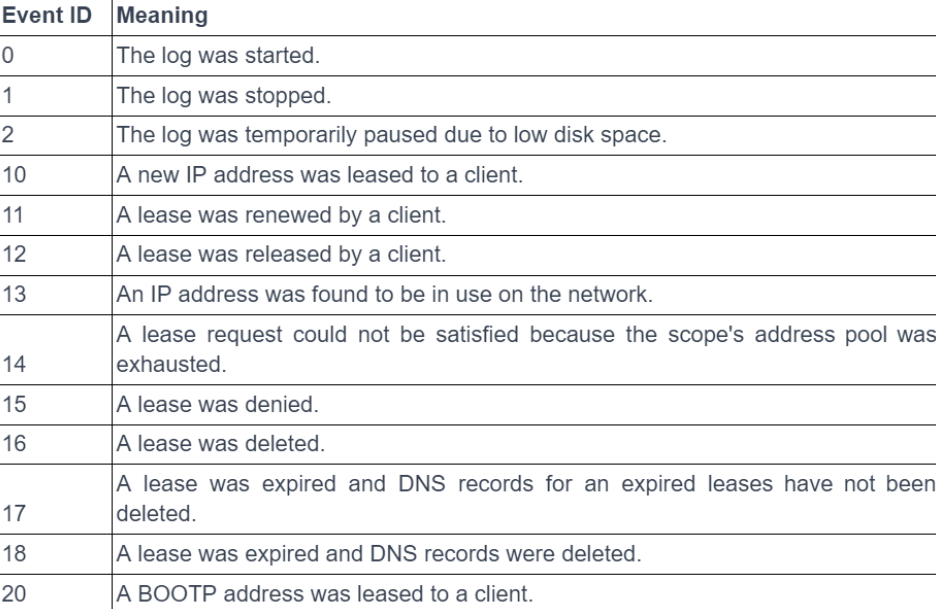 Event ID Meaning
0 The log was started.
1 The log was stopped.
2 The log was temporarily paused due to low disk space.
10 A new IP address was leased to a client.
11 A lease was renewed by a client.
12 A lease was released by a client.
13 An IP address was found to be in use on the network.
A lease request could not be satisfied because the scope's address pool was
14 exhausted.
15 A lease was denied.
16 A lease was deleted.
A lease was expired and DNS records for an expired leases have not been
17 deleted.
18 A lease was expired and DNS records were deleted.
20 A BOOTP address was leased to a client.